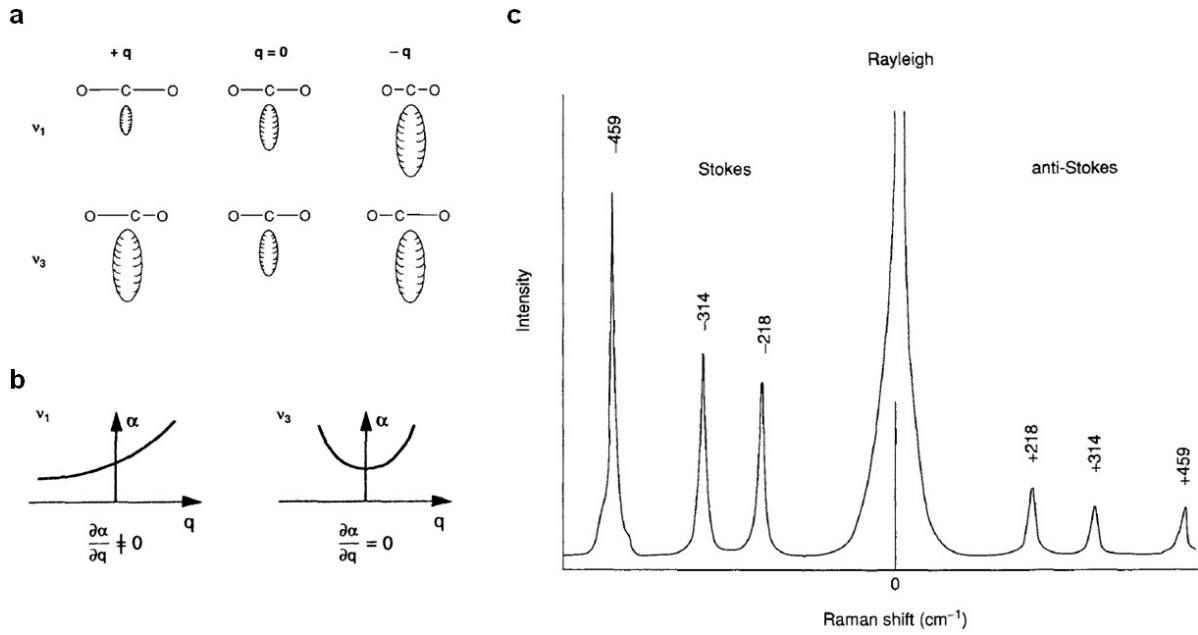 a
+ q
q = 0
– q
O—C—O
O—C—O
O–C–O
ν₁
O—C–O
O—C—O
O–C—O
ν₃
b
ν₁
α
q
∂α/∂q ≠ 0
ν₃
α
q
∂α/∂q = 0
c
Rayleigh
Stokes
anti-Stokes
–459
–314
–218
+218
+314
+459
Intensity
0
Raman shift (cm⁻¹)